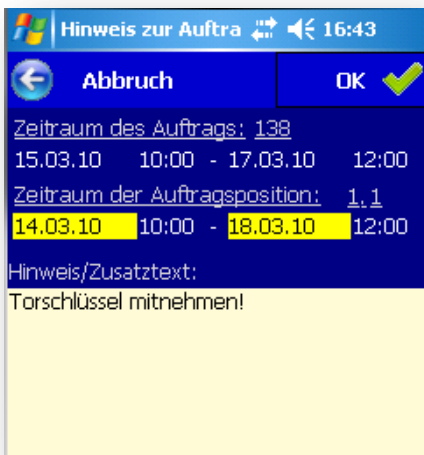 Hinweis zur Auftra 16:43
Abbruch OK
Zeitraum des Auftrags: 138
15.03.10 10:00 - 17.03.10 12:00
Zeitraum der Auftragsposition: 1,1
14.03.10 10:00 - 18.03.10 12:00
Hinweis/Zusatztext:
Torschlüssel mitnehmen!